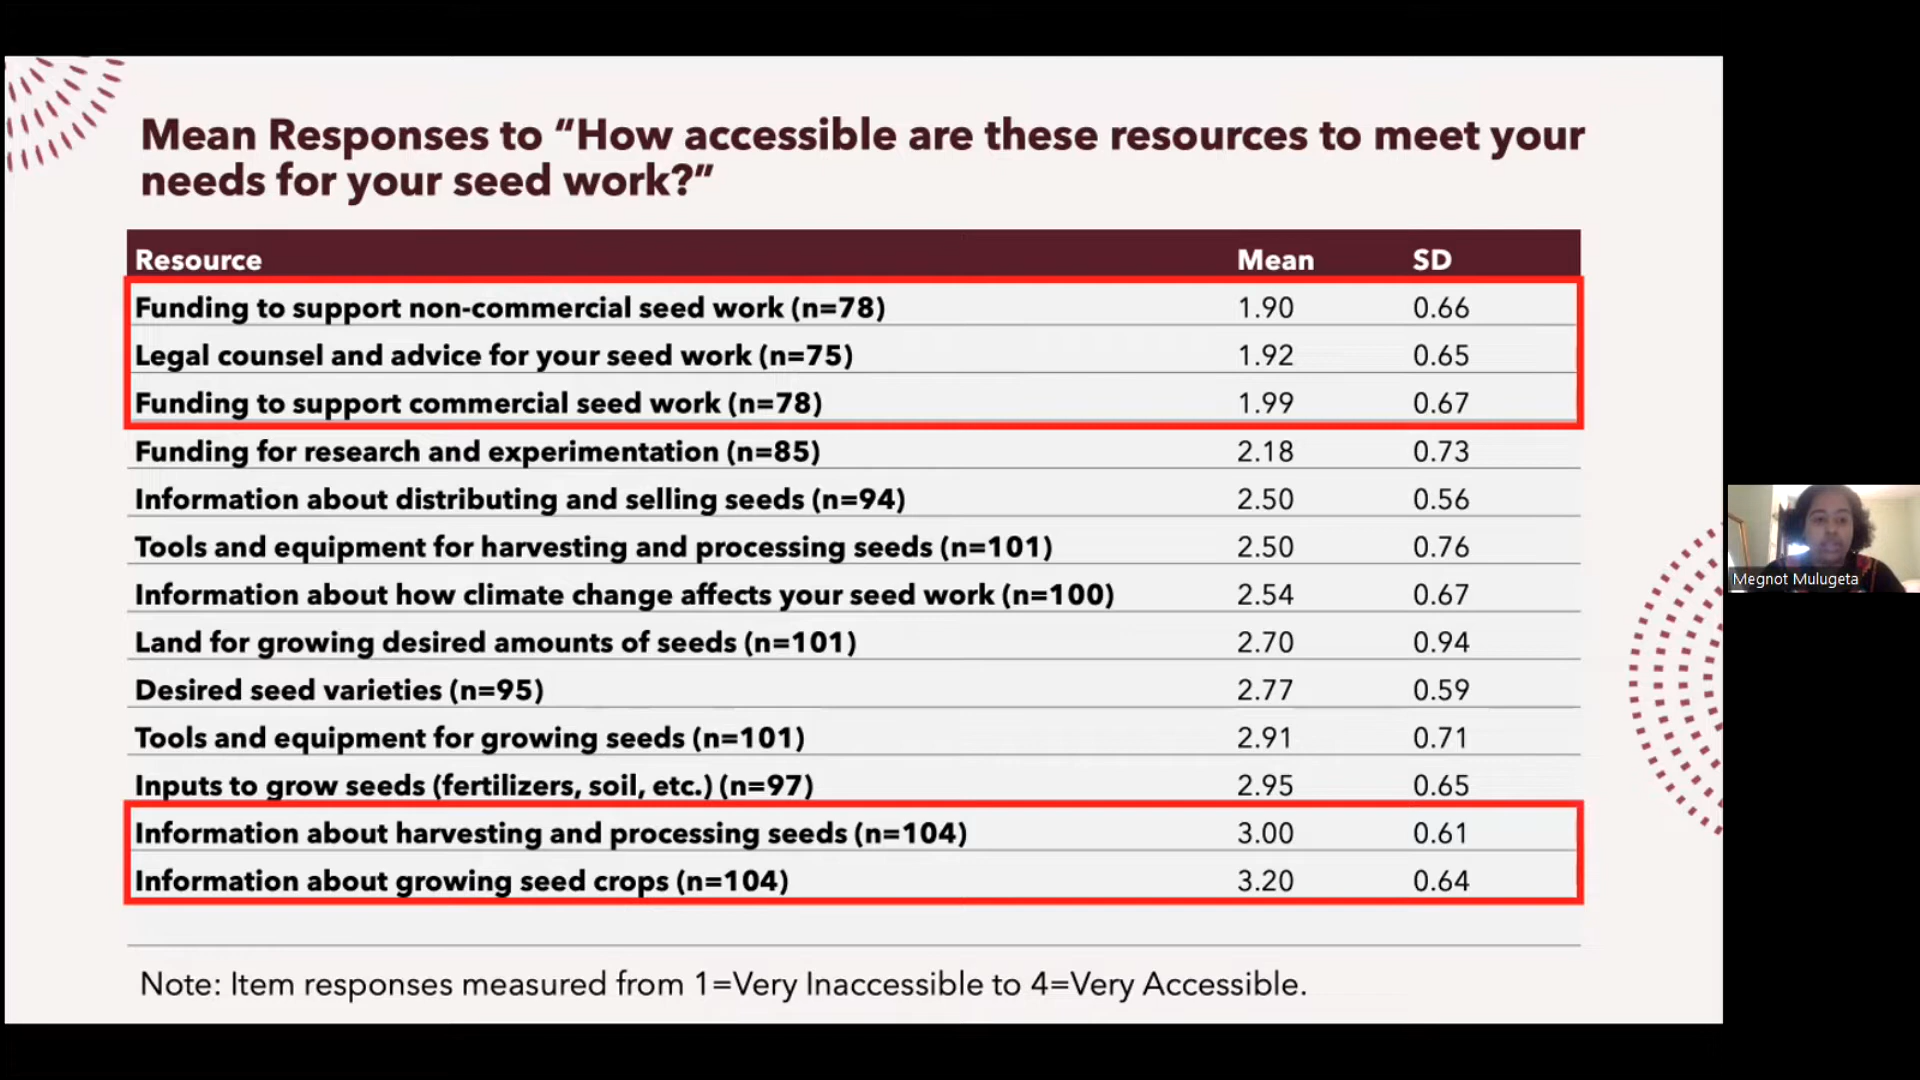 Mean Responses to “How accessible are these resources to meet your
needs for your seed work?”
Resource Mean SD
Funding to support non-commercial seed work (n=78) 1.90 0.66
Legal counsel and advice for your seed work (n=75) 1.92 0.65
Funding to support commercial seed work (n=78) 1.99 0.67
Funding for research and experimentation (n=85) 2.18 0.73
Information about distributing and selling seeds (n=94) 2.50 0.56
Tools and equipment for harvesting and processing seeds (n=101) 2.50 0.76
Information about how climate change affects your seed work (n=100) 2.54 0.67
Land for growing desired amounts of seeds (n=101) 2.70 0.94
Desired seed varieties (n=95) 2.77 0.59
Tools and equipment for growing seeds (n=101) 2.91 0.71
Inputs to grow seeds (fertilizers, soil, etc.) (n=97) 2.95 0.65
Information about harvesting and processing seeds (n=104) 3.00 0.61
Information about growing seed crops (n=104) 3.20 0.64
Note: Item responses measured from 1=Very Inaccessible to 4=Very Accessible.
Megnot Mulugeta